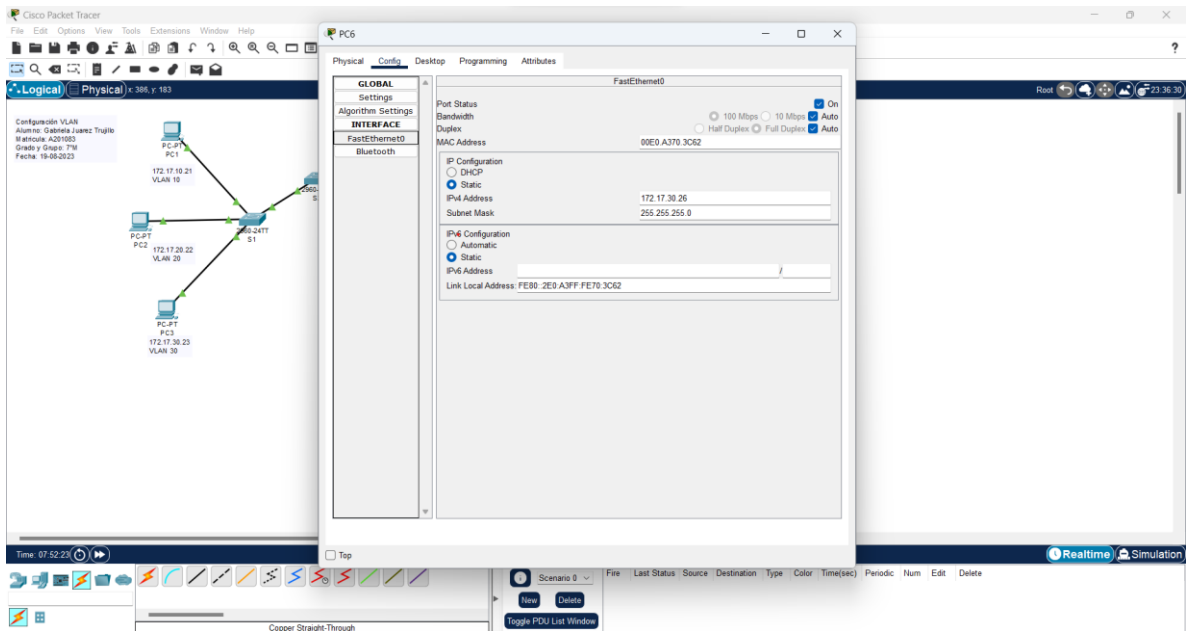 Cisco Packet Tracer
File Edit Options View Tools Extensions Window Help
?
Logical Physical x: 386, y: 183
Root 23:36:30
Configuración VLAN
Alumno: Gabriela Juarez Trujillo
Matricula: A201083
Grado y Grupo: 7°M
Fecha: 19-08-2023
PC-PT
PC1
172.17.10.21
VLAN 10
2960-
S
2960-24TT
S1
PC-PT
PC2
172.17.20.22
VLAN 20
PC-PT
PC3
172.17.30.23
VLAN 30
PC6
Physical Config Desktop Programming Attributes
GLOBAL
Settings
Algorithm Settings
INTERFACE
FastEthernet0
Bluetooth
FastEthernet0
Port Status On
Bandwidth 100 Mbps 10 Mbps Auto
Duplex Half Duplex Full Duplex Auto
MAC Address 00E0.A370.3C62
IP Configuration
DHCP
Static
IPv4 Address 172.17.30.26
Subnet Mask 255.255.255.0
IPv6 Configuration
Automatic
Static
IPv6 Address /
Link Local Address: FE80::2E0:A3FF:FE70:3C62
Top
Time: 07:52:23
Realtime Simulation
Scenario 0
New Delete
Toggle PDU List Window
Fire Last Status Source Destination Type Color Time(sec) Periodic Num Edit Delete
Copper Straight-Through